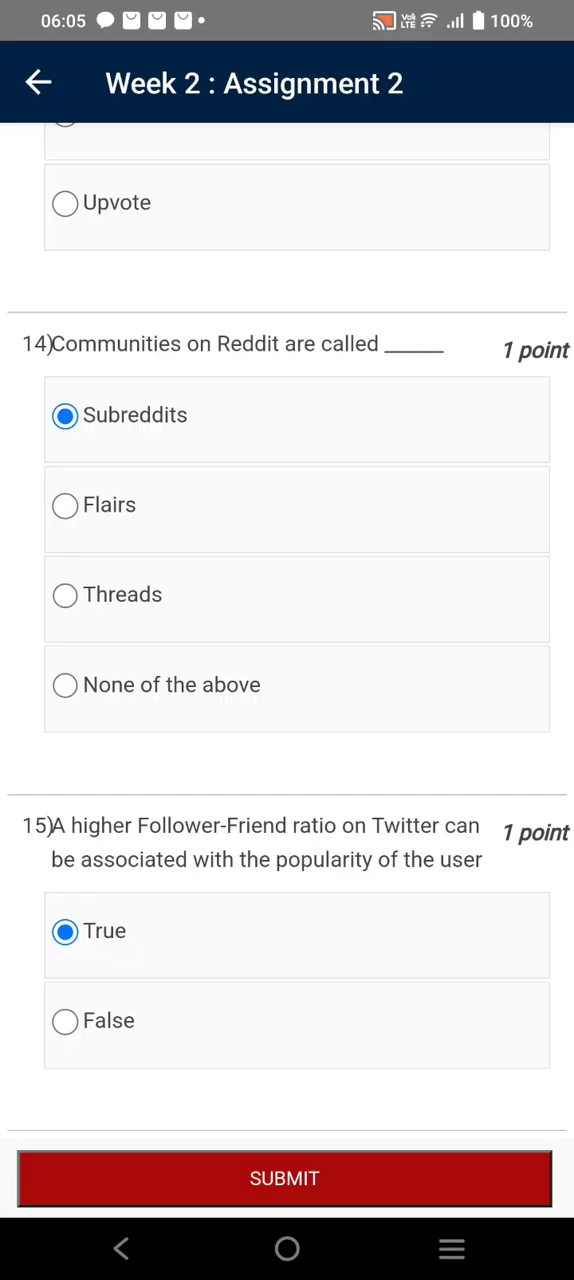 06:05
Vo) LTE
100%
Week 2 : Assignment 2
Upvote
14)Communities on Reddit are called ______
1 point
Subreddits
Flairs
Threads
None of the above
15)A higher Follower-Friend ratio on Twitter can
1 point
be associated with the popularity of the user
True
False
SUBMIT